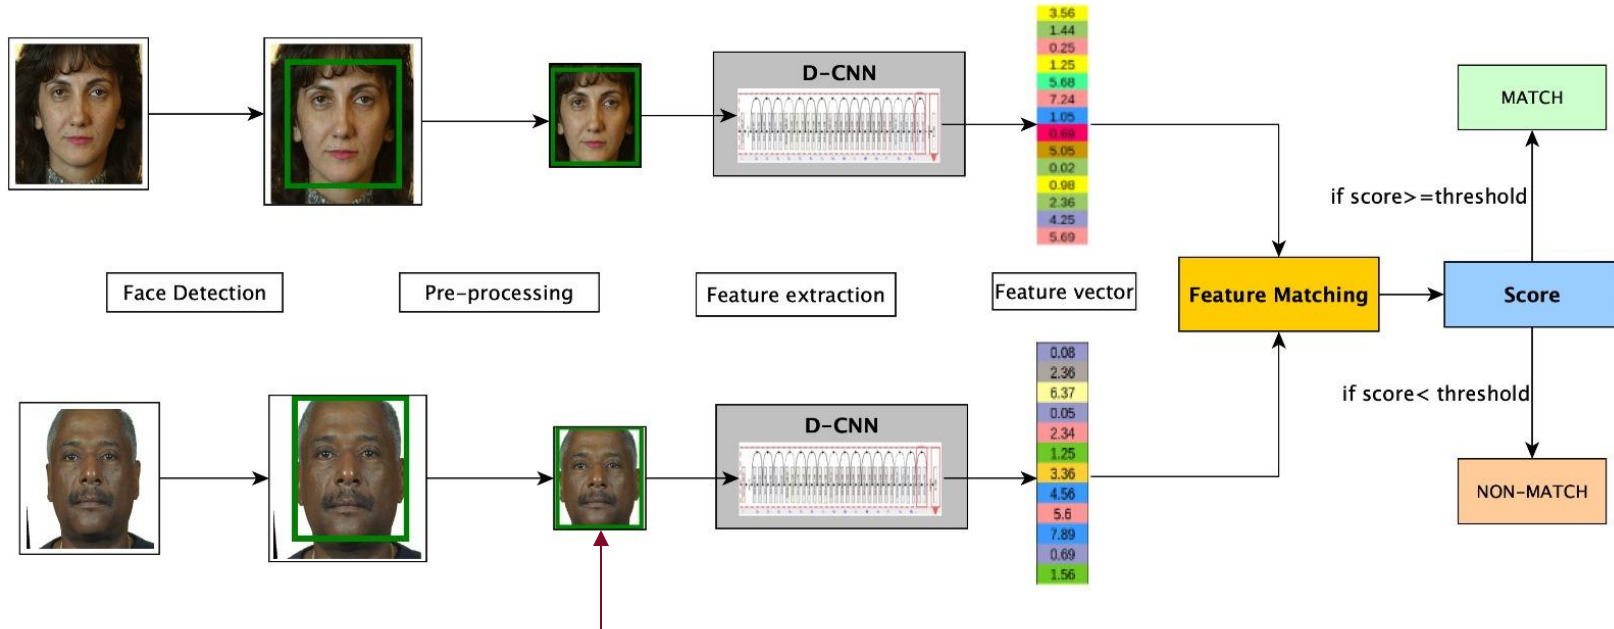 D-CNN
3.56
1.44
0.25
1.25
5.68
7.24
1.05
0.69
5.05
0.02
0.98
2.36
4.25
5.69
MATCH
if score>=threshold
Face Detection
Pre-processing
Feature extraction
Feature vector
Feature Matching
Score
D-CNN
0.08
2.36
6.37
0.05
2.34
1.25
3.36
4.56
5.6
7.89
0.69
1.56
if score< threshold
NON-MATCH